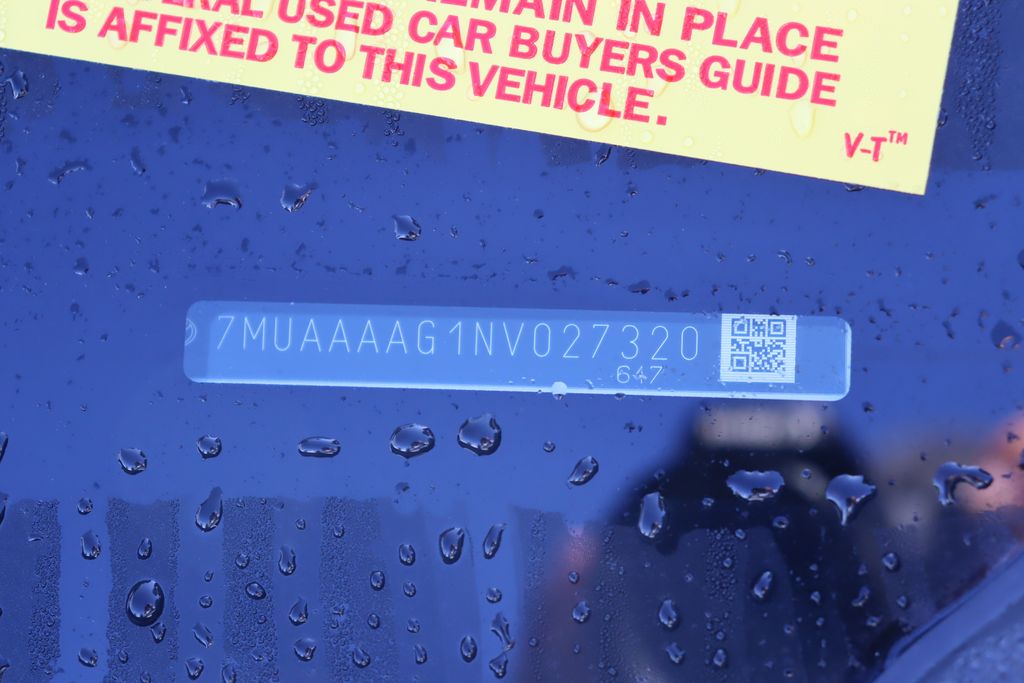 REMAIN IN PLACE
USED CAR BUYERS GUIDE
IS AFFIXED TO THIS VEHICLE.
V-T™
7MUAAAAG1NV027320
647